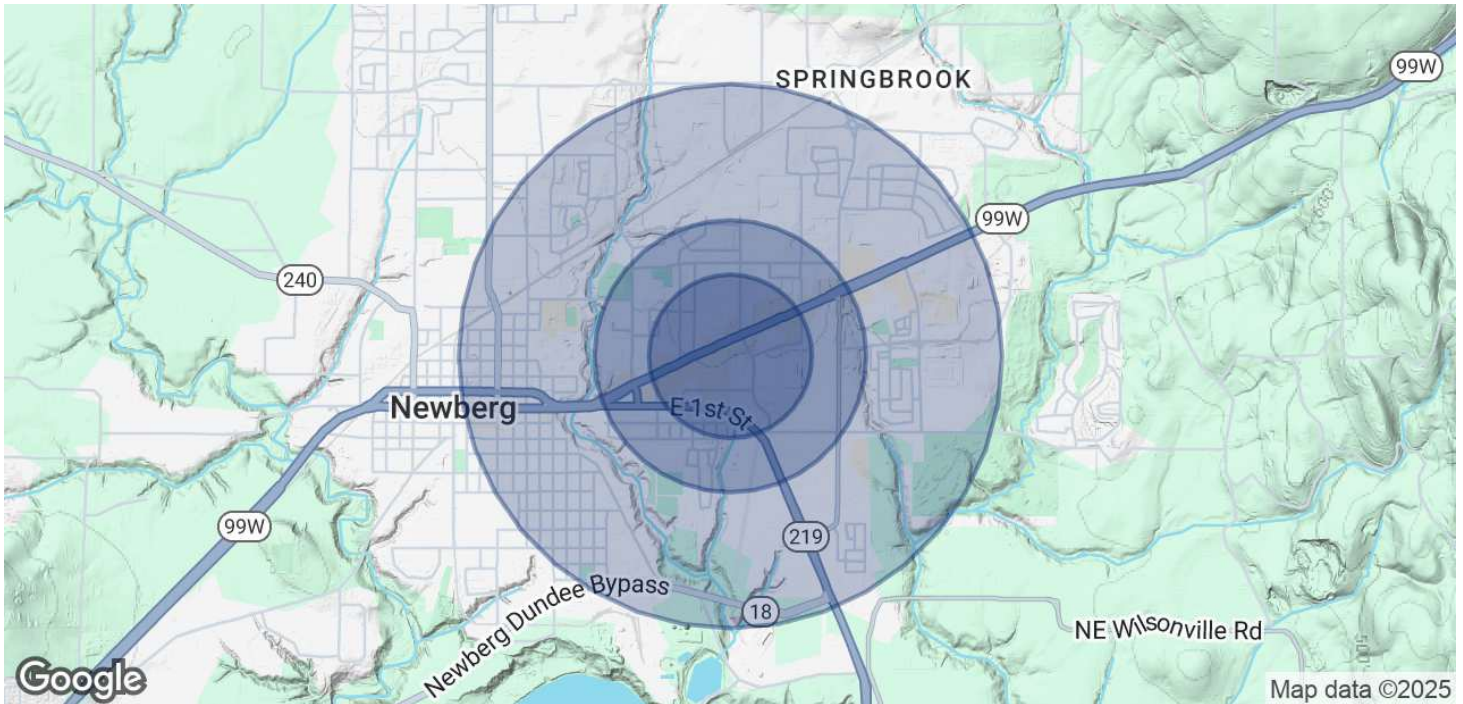 99W
SPRINGBROOK
99W
240
Newberg
E 1st St
99W
219
Newberg Dundee Bypass
18
NE Wilsonville Rd
Google
Map data ©2025